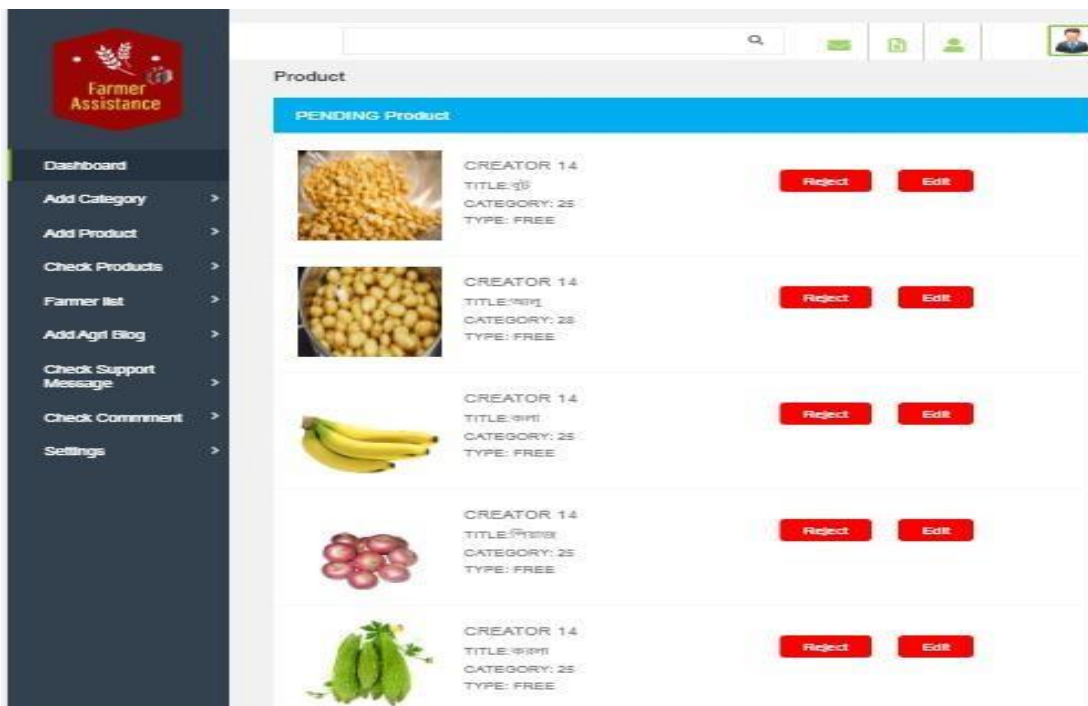 Farmer
Assistance
Dashboard
Add Category
Add Product
Check Products
Farmer list
Add Agri Blog
Check Support
Message
Check Commment
Settings
Product
PENDING Product
CREATOR 14
TITLE:বুট
CATEGORY: 25
TYPE: FREE
Reject
Edit
CREATOR 14
TITLE:আলু
CATEGORY: 28
TYPE: FREE
Reject
Edit
CREATOR 14
TITLE:কলা
CATEGORY: 25
TYPE: FREE
Reject
Edit
CREATOR 14
TITLE:পিয়াজ
CATEGORY: 25
TYPE: FREE
Reject
Edit
CREATOR 14
TITLE:করলা
CATEGORY: 25
TYPE: FREE
Reject
Edit